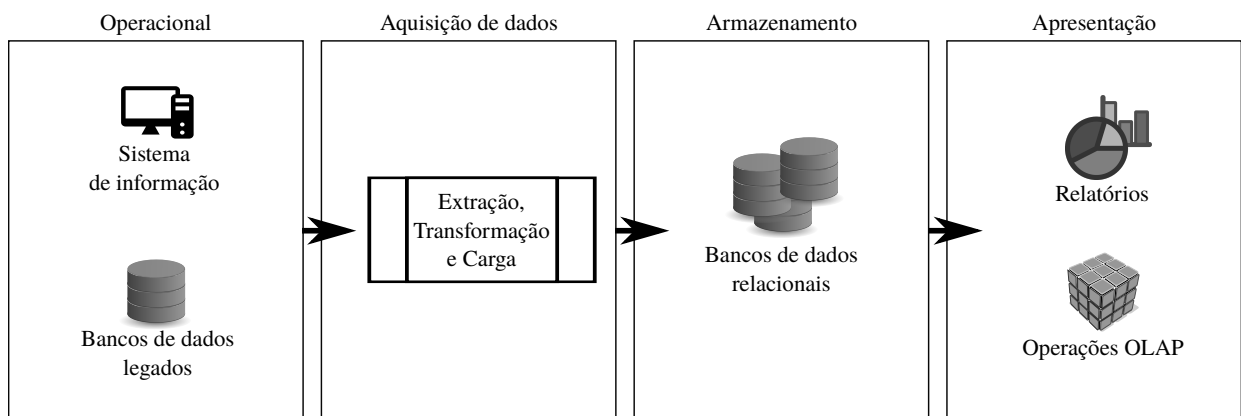 Operacional
Aquisição de dados
Armazenamento
Apresentação
Sistema
de informação
Bancos de dados
legados
Extração,
Transformação
e Carga
Bancos de dados
relacionais
Relatórios
Operações OLAP